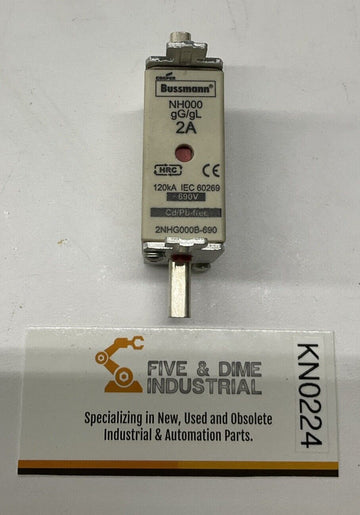 COOPER
Bussmann®
NH000
gG/gL
2A
HRC CE
120kA IEC 60269
~690V
Cd/Pb-free
2NHG000B-690
FIVE & DIME
INDUSTRIAL
Specializing in New, Used and Obsolete
Industrial & Automation Parts.
KN0224